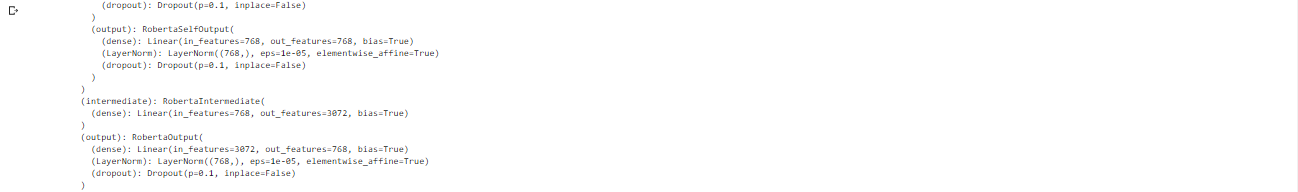 (dropout): Dropout(p=0.1, inplace=False)
)
(output): RobertaSelfOutput(
(dense): Linear(in_features=768, out_features=768, bias=True)
(LayerNorm): LayerNorm((768,), eps=1e-05, elementwise_affine=True)
(dropout): Dropout(p=0.1, inplace=False)
)
)
(intermediate): RobertaIntermediate(
(dense): Linear(in_features=768, out_features=3072, bias=True)
)
(output): RobertaOutput(
(dense): Linear(in_features=3072, out_features=768, bias=True)
(LayerNorm): LayerNorm((768,), eps=1e-05, elementwise_affine=True)
(dropout): Dropout(p=0.1, inplace=False)
)